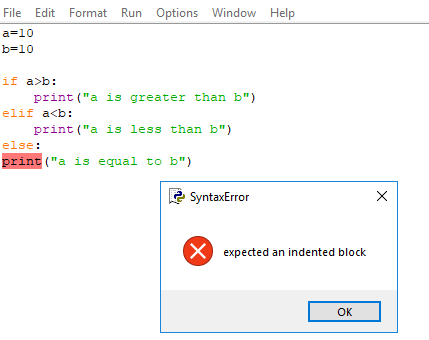 File Edit Format Run Options Window Help
a=10
b=10
if a>b:
    print("a is greater than b")
elif a<b:
    print("a is less than b")
else:
print("a is equal to b")
SyntaxError
expected an indented block
OK